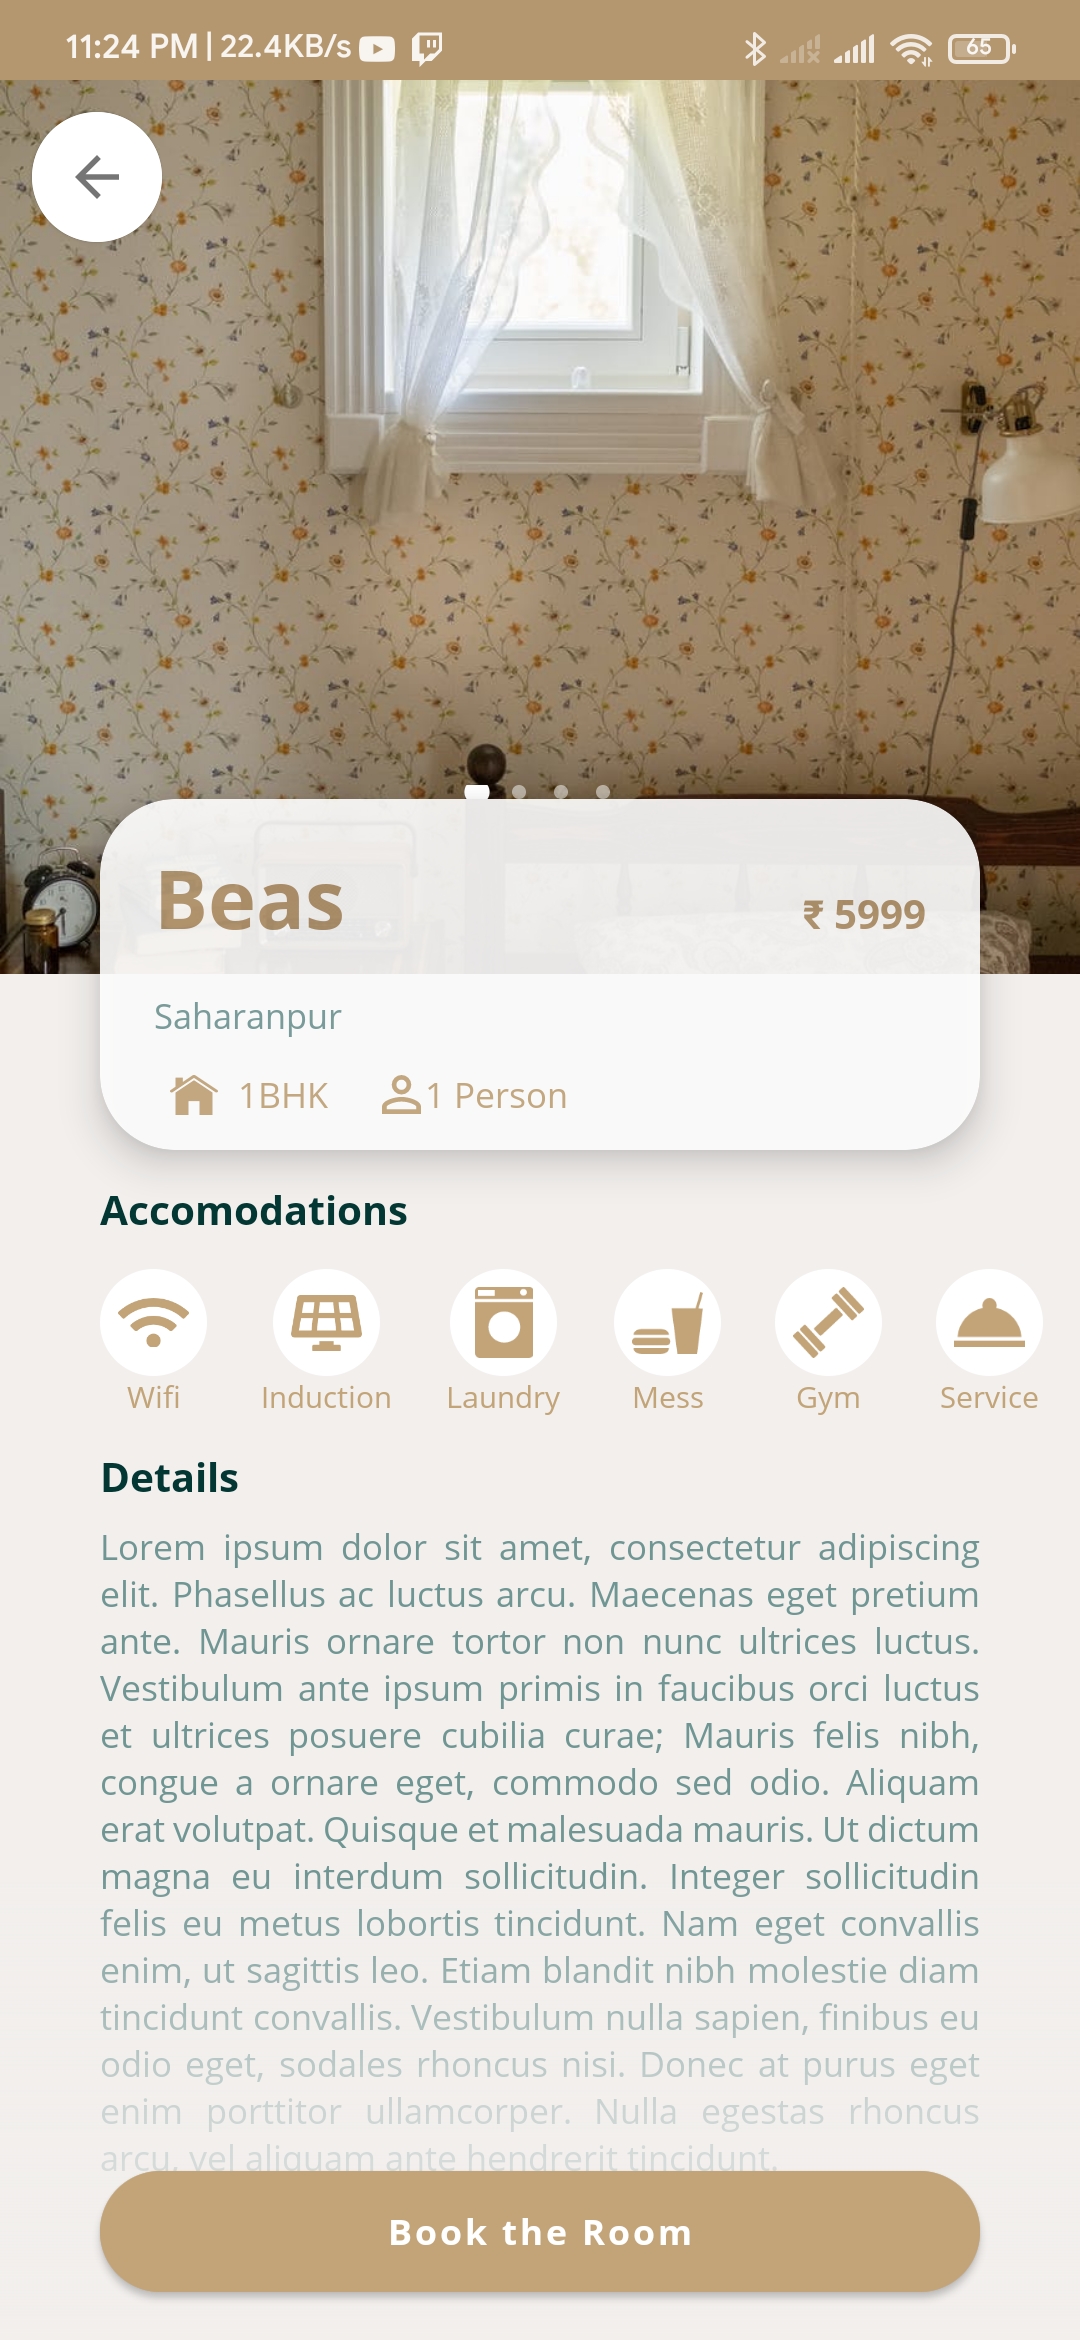 11:24 PM | 22.4KB/s 65
Beas
₹ 5999
Saharanpur
1BHK 1 Person
Accomodations
Wifi Induction Laundry Mess Gym Service
Details
Lorem ipsum dolor sit amet, consectetur adipiscing
elit. Phasellus ac luctus arcu. Maecenas eget pretium
ante. Mauris ornare tortor non nunc ultrices luctus.
Vestibulum ante ipsum primis in faucibus orci luctus
et ultrices posuere cubilia curae; Mauris felis nibh,
congue a ornare eget, commodo sed odio. Aliquam
erat volutpat. Quisque et malesuada mauris. Ut dictum
magna eu interdum sollicitudin. Integer sollicitudin
felis eu metus lobortis tincidunt. Nam eget convallis
enim, ut sagittis leo. Etiam blandit nibh molestie diam
tincidunt convallis. Vestibulum nulla sapien, finibus eu
odio eget, sodales rhoncus nisi. Donec at purus eget
enim porttitor ullamcorper. Nulla egestas rhoncus
arcu, vel aliquam ante hendrerit tincidunt.
Book the Room